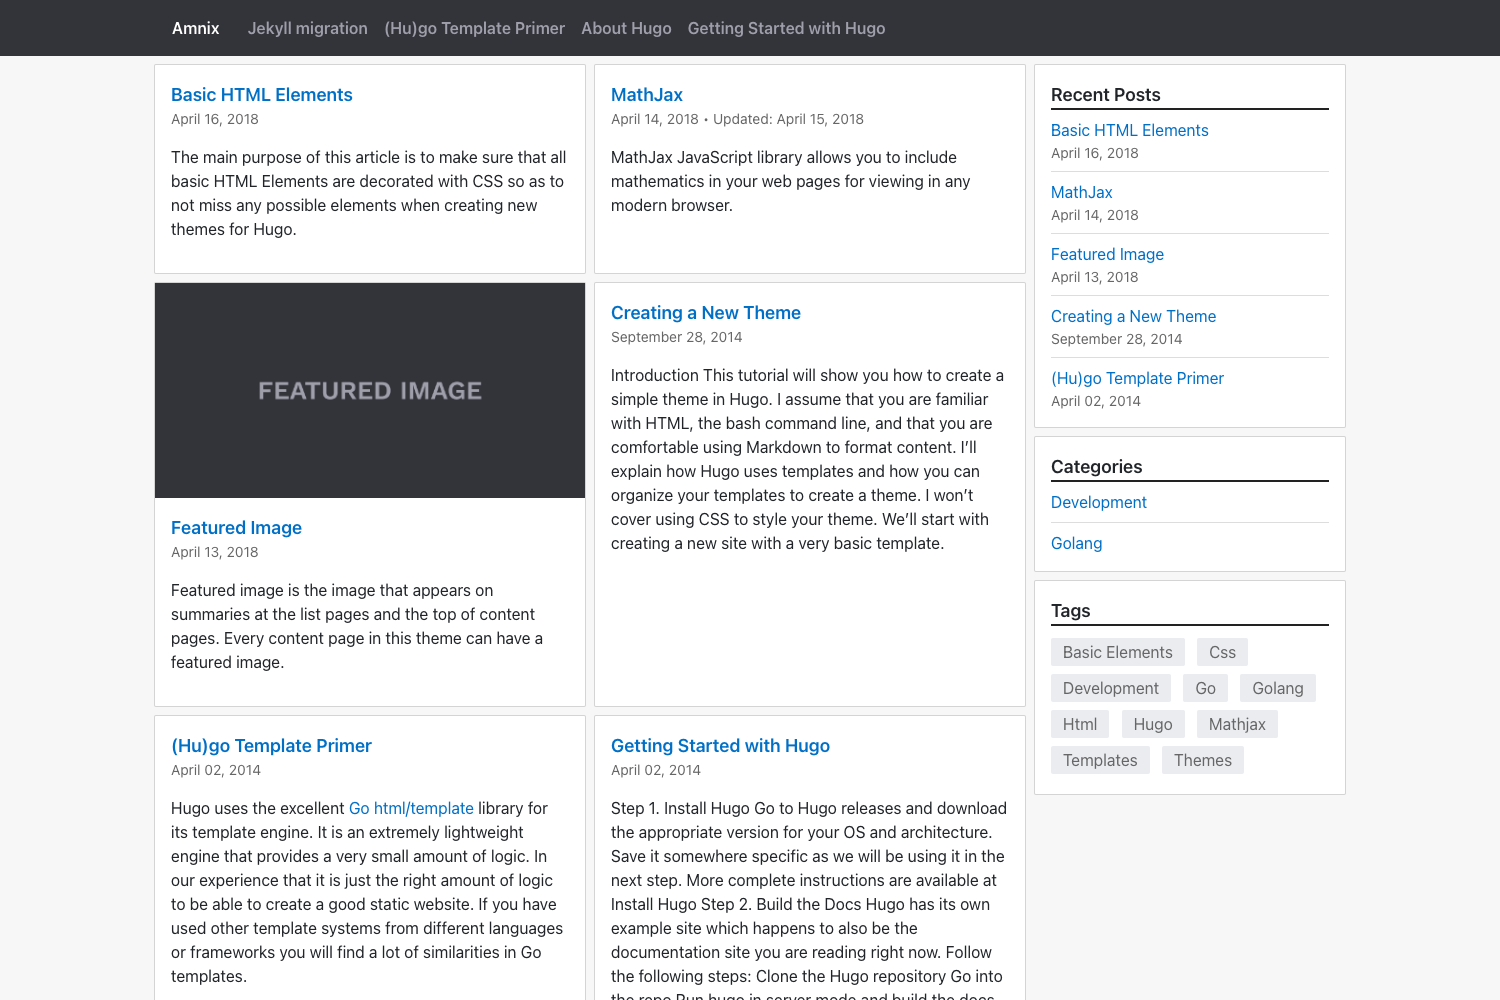 Amnix Jekyll migration (Hu)go Template Primer About Hugo Getting Started with Hugo
Basic HTML Elements
April 16, 2018
The main purpose of this article is to make sure that all
basic HTML Elements are decorated with CSS so as to
not miss any possible elements when creating new
themes for Hugo.
MathJax
April 14, 2018 • Updated: April 15, 2018
MathJax JavaScript library allows you to include
mathematics in your web pages for viewing in any
modern browser.
FEATURED IMAGE
Featured Image
April 13, 2018
Featured image is the image that appears on
summaries at the list pages and the top of content
pages. Every content page in this theme can have a
featured image.
Creating a New Theme
September 28, 2014
Introduction This tutorial will show you how to create a
simple theme in Hugo. I assume that you are familiar
with HTML, the bash command line, and that you are
comfortable using Markdown to format content. I’ll
explain how Hugo uses templates and how you can
organize your templates to create a theme. I won’t
cover using CSS to style your theme. We’ll start with
creating a new site with a very basic template.
(Hu)go Template Primer
April 02, 2014
Hugo uses the excellent Go html/template library for
its template engine. It is an extremely lightweight
engine that provides a very small amount of logic. In
our experience that it is just the right amount of logic
to be able to create a good static website. If you have
used other template systems from different languages
or frameworks you will find a lot of similarities in Go
templates.
Getting Started with Hugo
April 02, 2014
Step 1. Install Hugo Go to Hugo releases and download
the appropriate version for your OS and architecture.
Save it somewhere specific as we will be using it in the
next step. More complete instructions are available at
Install Hugo Step 2. Build the Docs Hugo has its own
example site which happens to also be the
documentation site you are reading right now. Follow
the following steps: Clone the Hugo repository Go into
the repo Run hugo in server mode and build the docs
Recent Posts
Basic HTML Elements
April 16, 2018
MathJax
April 14, 2018
Featured Image
April 13, 2018
Creating a New Theme
September 28, 2014
(Hu)go Template Primer
April 02, 2014
Categories
Development
Golang
Tags
Basic Elements Css
Development Go Golang
Html Hugo Mathjax
Templates Themes